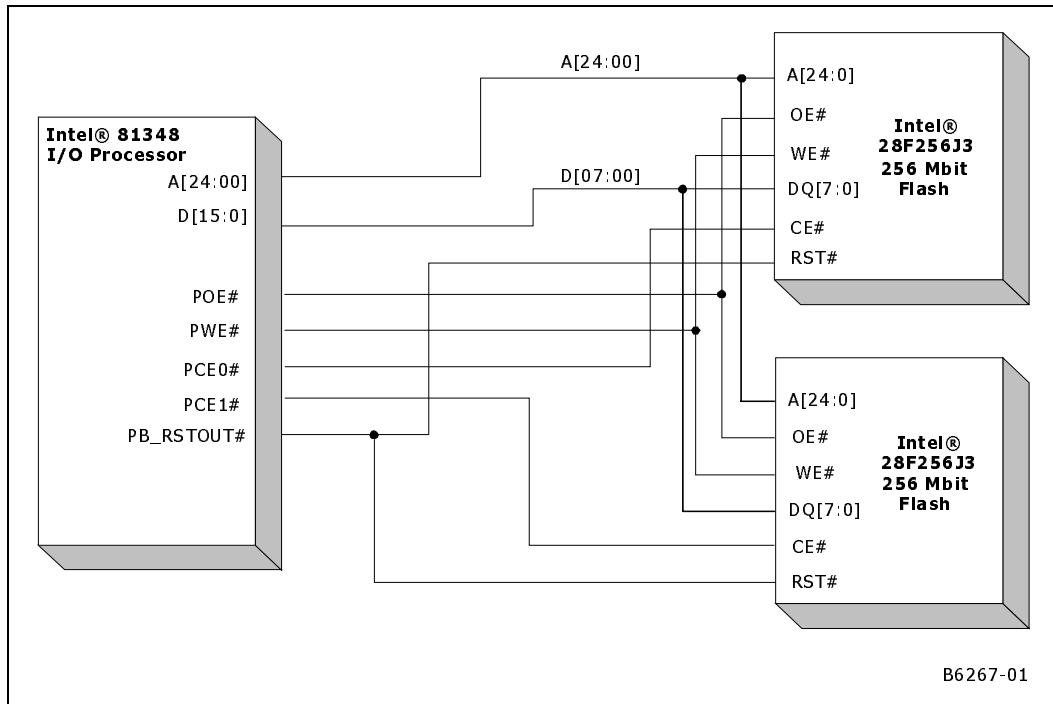 Intel® 81348
I/O Processor
A[24:00]
D[15:0]
POE#
PWE#
PCE0#
PCE1#
PB_RSTOUT#
A[24:00]
D[07:00]
A[24:0]
OE#
WE#
DQ[7:0]
CE#
RST#
Intel®
28F256J3
256 Mbit
Flash
A[24:0]
OE#
WE#
DQ[7:0]
CE#
RST#
Intel®
28F256J3
256 Mbit
Flash
B6267-01